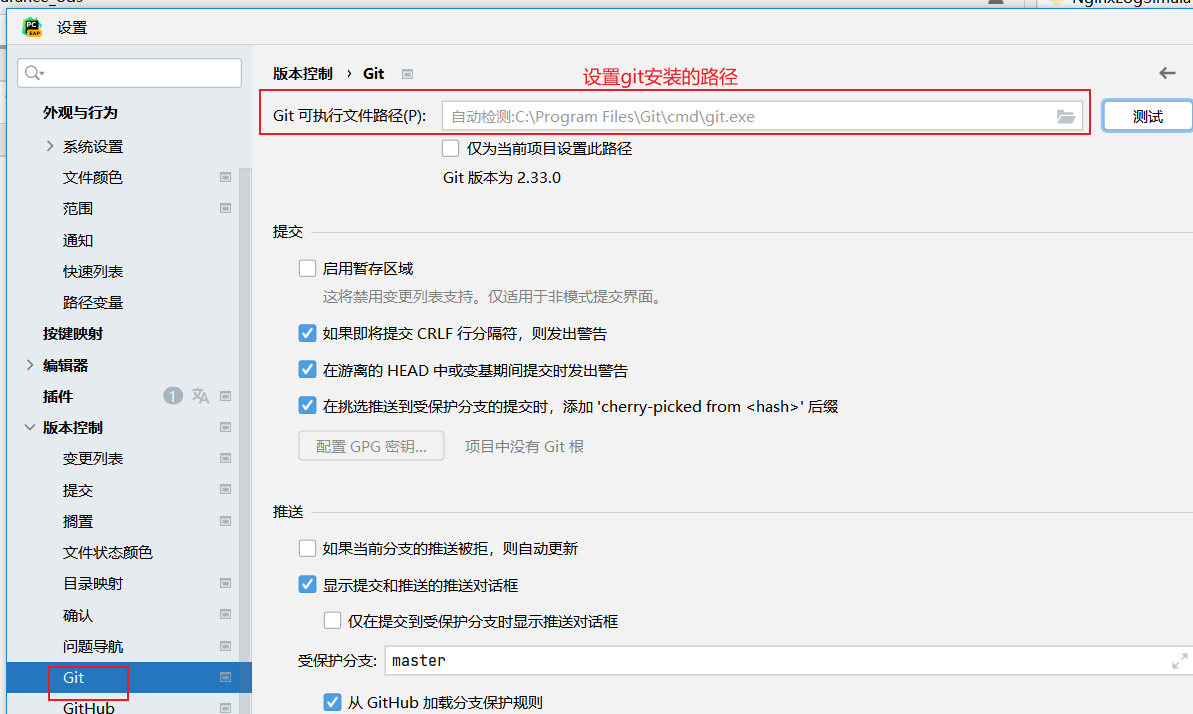 设置
外观与行为
系统设置
文件颜色
范围
通知
快速列表
路径变量
按键映射
编辑器
插件 1
版本控制
变更列表
提交
搁置
文件状态颜色
目录映射
确认
问题导航
Git
GitHub
版本控制 › Git
设置git安装的路径
Git 可执行文件路径(P): 自动检测:C:\Program Files\Git\cmd\git.exe 测试
仅为当前项目设置此路径
Git 版本为 2.33.0
提交
启用暂存区域
这将禁用变更列表支持。仅适用于非模式提交界面。
如果即将提交 CRLF 行分隔符，则发出警告
在游离的 HEAD 中或变基期间提交时发出警告
在挑选推送到受保护分支的提交时，添加 'cherry-picked from <hash>' 后缀
配置 GPG 密钥... 项目中没有 Git 根
推送
如果当前分支的推送被拒，则自动更新
显示提交和推送的推送对话框
仅在提交到受保护分支时显示推送对话框
受保护分支: master
从 GitHub 加载分支保护规则